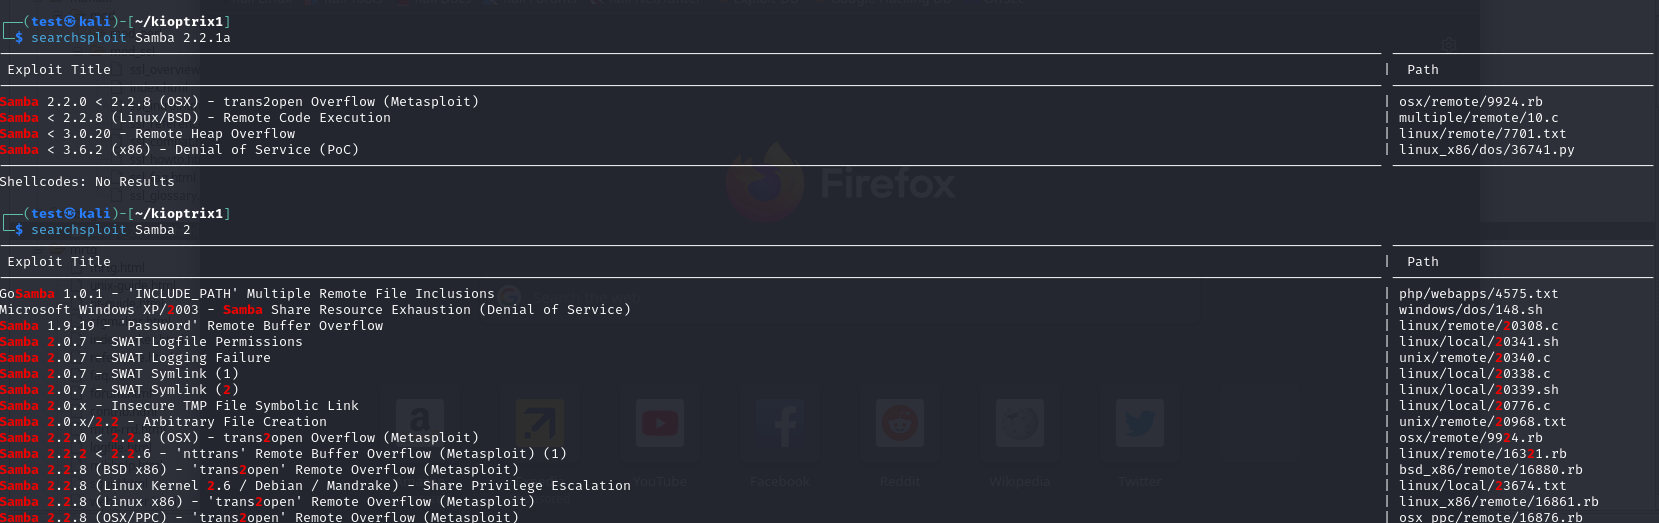 ┌──(test㉿kali)-[~/kioptrix1]
└─$ searchsploit Samba 2.2.1a
Exploit Title | Path
Samba 2.2.0 < 2.2.8 (OSX) - trans2open Overflow (Metasploit) | osx/remote/9924.rb
Samba < 2.2.8 (Linux/BSD) - Remote Code Execution | multiple/remote/10.c
Samba < 3.0.20 - Remote Heap Overflow | linux/remote/7701.txt
Samba < 3.6.2 (x86) - Denial of Service (PoC) | linux_x86/dos/36741.py
Shellcodes: No Results
┌──(test㉿kali)-[~/kioptrix1]
└─$ searchsploit Samba 2
Exploit Title | Path
GoSamba 1.0.1 - 'INCLUDE_PATH' Multiple Remote File Inclusions | php/webapps/4575.txt
Microsoft Windows XP/2003 - Samba Share Resource Exhaustion (Denial of Service) | windows/dos/148.sh
Samba 1.9.19 - 'Password' Remote Buffer Overflow | linux/remote/20308.c
Samba 2.0.7 - SWAT Logfile Permissions | linux/local/20341.sh
Samba 2.0.7 - SWAT Logging Failure | unix/remote/20340.c
Samba 2.0.7 - SWAT Symlink (1) | linux/local/20338.c
Samba 2.0.7 - SWAT Symlink (2) | linux/local/20339.sh
Samba 2.0.x - Insecure TMP File Symbolic Link | linux/local/20776.c
Samba 2.0.x/2.2 - Arbitrary File Creation | unix/remote/20968.txt
Samba 2.2.0 < 2.2.8 (OSX) - trans2open Overflow (Metasploit) | osx/remote/9924.rb
Samba 2.2.2 < 2.2.6 - 'nttrans' Remote Buffer Overflow (Metasploit) (1) | linux/remote/16321.rb
Samba 2.2.8 (BSD x86) - 'trans2open' Remote Overflow (Metasploit) | bsd_x86/remote/16880.rb
Samba 2.2.8 (Linux Kernel 2.6 / Debian / Mandrake) - Share Privilege Escalation | linux/local/23674.txt
Samba 2.2.8 (Linux x86) - 'trans2open' Remote Overflow (Metasploit) | linux_x86/remote/16861.rb
Samba 2.2.8 (OSX/PPC) - 'trans2open' Remote Overflow (Metasploit) | osx_ppc/remote/16876.rb
Firefox
YouTube
Facebook
Reddit
Wikipedia
Twitter